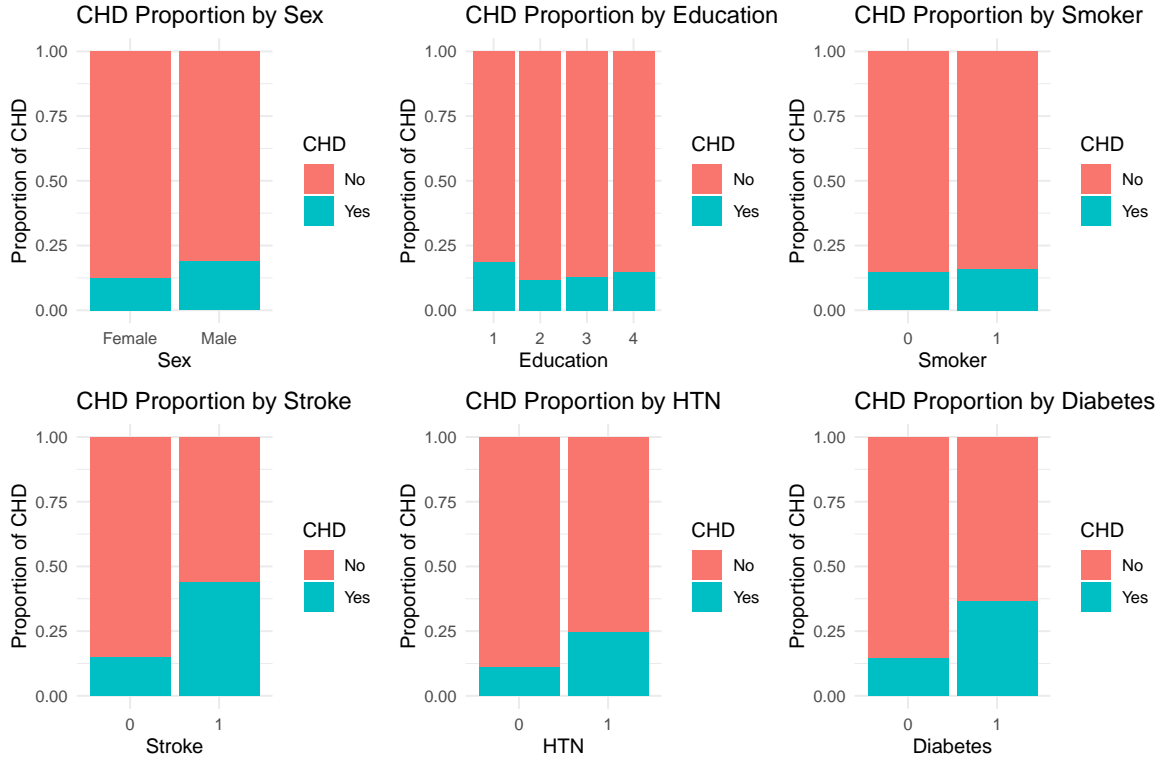 CHD Proportion by Sex
1.00
0.75
0.50
0.25
0.00
Proportion of CHD
Female Male
Sex
CHD
No
Yes
CHD Proportion by Education
1.00
0.75
0.50
0.25
0.00
Proportion of CHD
1 2 3 4
Education
CHD
No
Yes
CHD Proportion by Smoker
1.00
0.75
0.50
0.25
0.00
Proportion of CHD
0 1
Smoker
CHD
No
Yes
CHD Proportion by Stroke
1.00
0.75
0.50
0.25
0.00
Proportion of CHD
0 1
Stroke
CHD
No
Yes
CHD Proportion by HTN
1.00
0.75
0.50
0.25
0.00
Proportion of CHD
0 1
HTN
CHD
No
Yes
CHD Proportion by Diabetes
1.00
0.75
0.50
0.25
0.00
Proportion of CHD
0 1
Diabetes
CHD
No
Yes